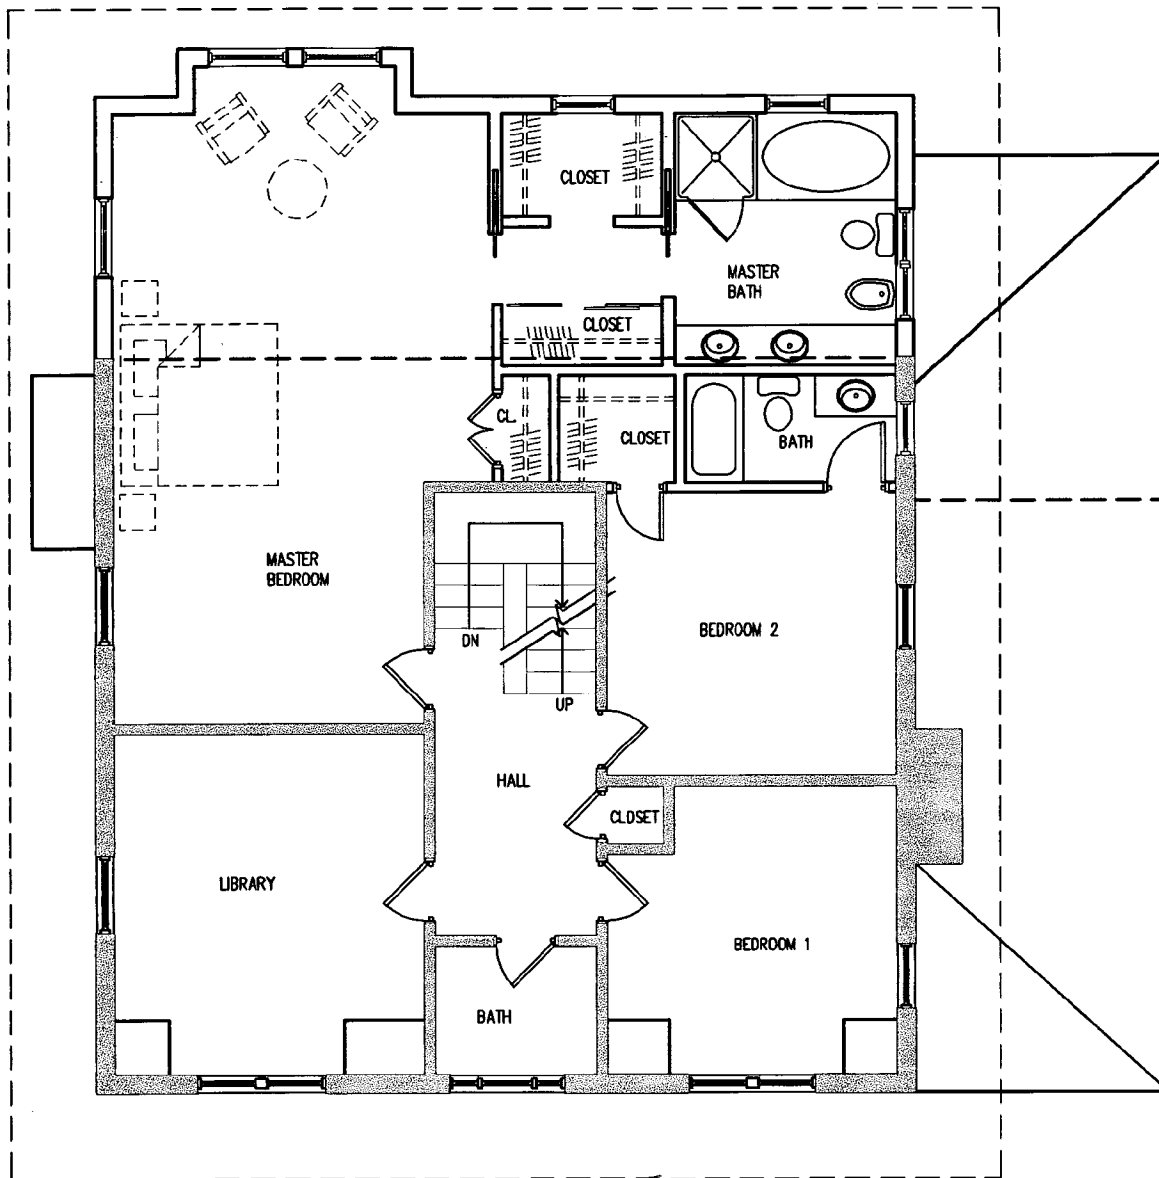 CLOSET
MASTER
BATH
CLOSET
CL.
CLOSET
BATH
MASTER
BEDROOM
DN
BEDROOM 2
UP
HALL
CLOSET
LIBRARY
BEDROOM 1
BATH